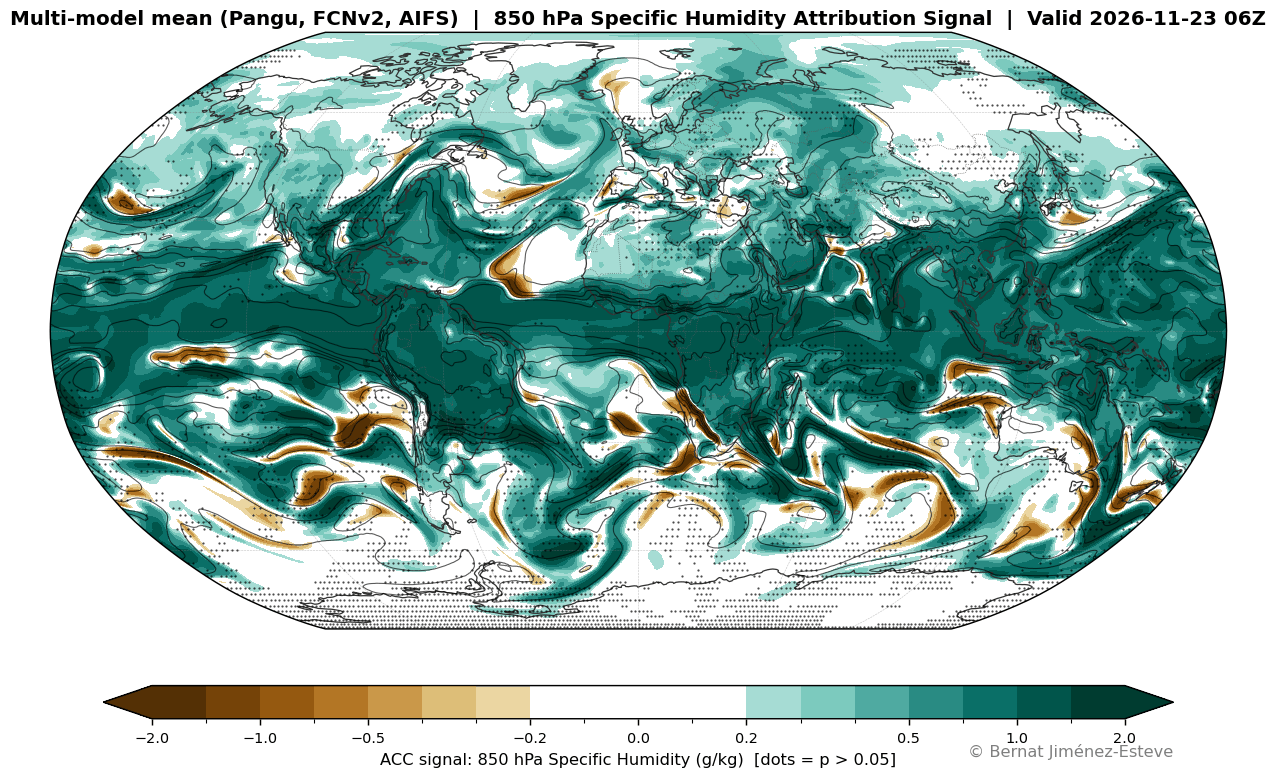 Multi-model mean (Pangu, FCNv2, AIFS)  |  850 hPa Specific Humidity Attribution Signal  |  Valid 2026-11-23 06Z
−2.0 −1.0 −0.5 −0.2 0.0 0.2 0.5 1.0 2.0
ACC signal: 850 hPa Specific Humidity (g/kg)  [dots = p > 0.05]
© Bernat Jiménez-Esteve